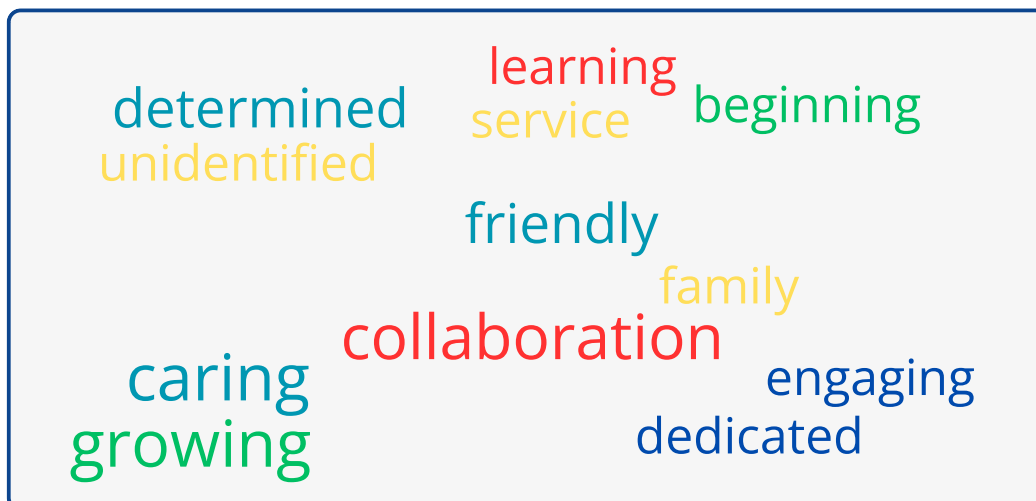 learning
determined
beginning
service
unidentified
friendly
family
collaboration
caring
engaging
dedicated
growing